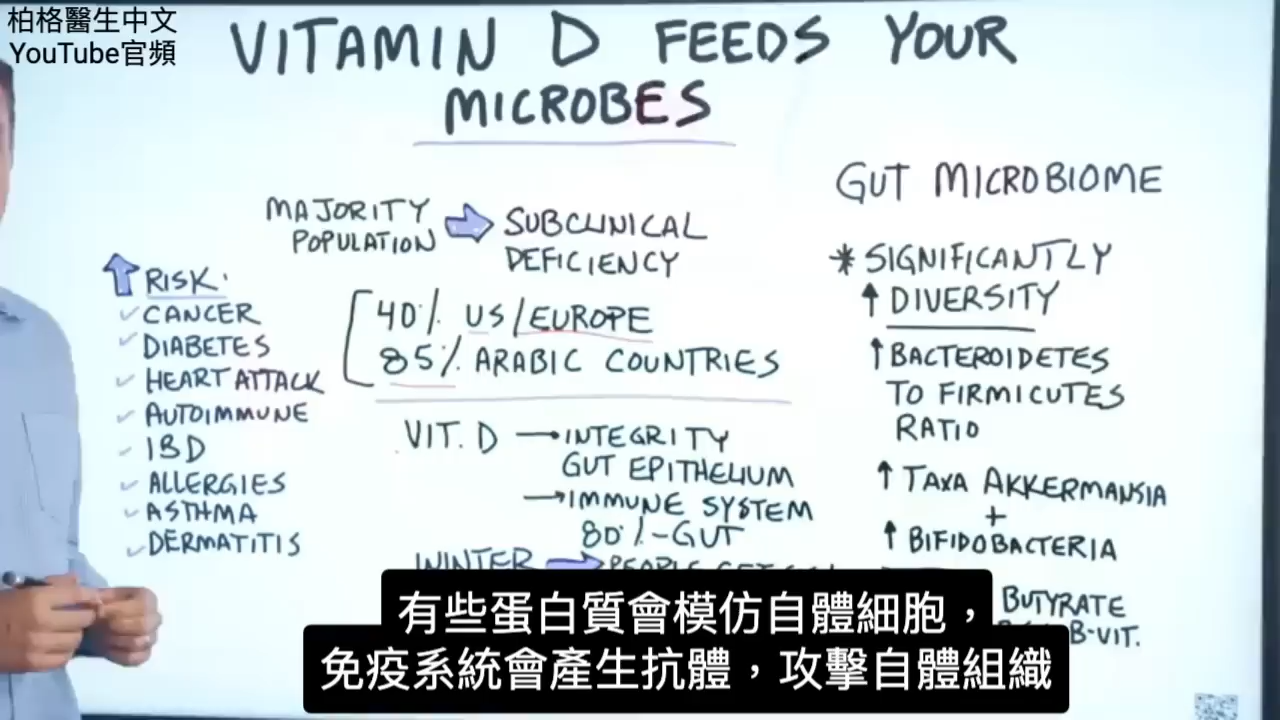 柏格醫生中文
YouTube官頻
VITAMIN D FEEDS YOUR
MICROBES
MAJORITY
POPULATION
SUBCLINICAL
DEFICIENCY
↑ RISK.
✓ CANCER
✓ DIABETES
✓ HEART ATTACK
✓ AUTOIMMUNE
✓ IBD
✓ ALLERGIES
✓ ASTHMA
✓ DERMATITIS
40% US/EUROPE
85% ARABIC COUNTRIES
VIT. D → INTEGRITY
GUT EPITHELIUM
→ IMMUNE SYSTEM
80% - GUT
WINTER
GUT MICROBIOME
* SIGNIFICANTLY
↑ DIVERSITY
↑ BACTEROIDETES
TO FIRMICUTES
RATIO
↑ TAXA AKKERMANSIA
+
↑ BIFIDOBACTERIA
BUTYRATE
B-VIT.
有些蛋白質會模仿自體細胞，
免疫系統會產生抗體，攻擊自體組織